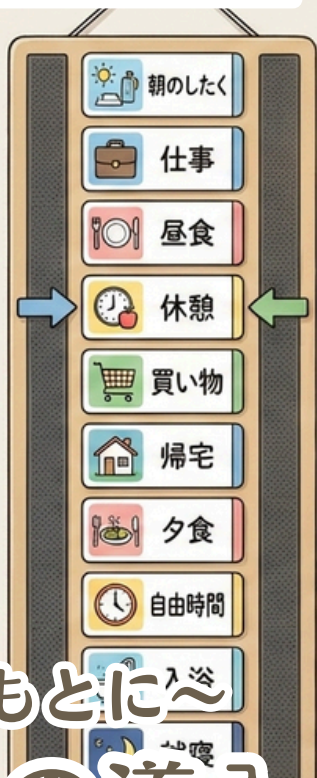 朝のしたく
仕事
昼食
休憩
買い物
帰宅
夕食
自由時間
入浴
もとに～